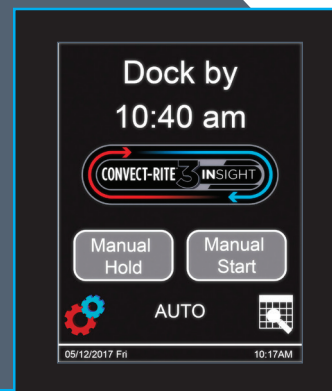 Dock by
10:40 am
CONVECT-RITE 3 INSIGHT
Manual Hold
Manual Start
AUTO
05/12/2017 Fri
10:17AM